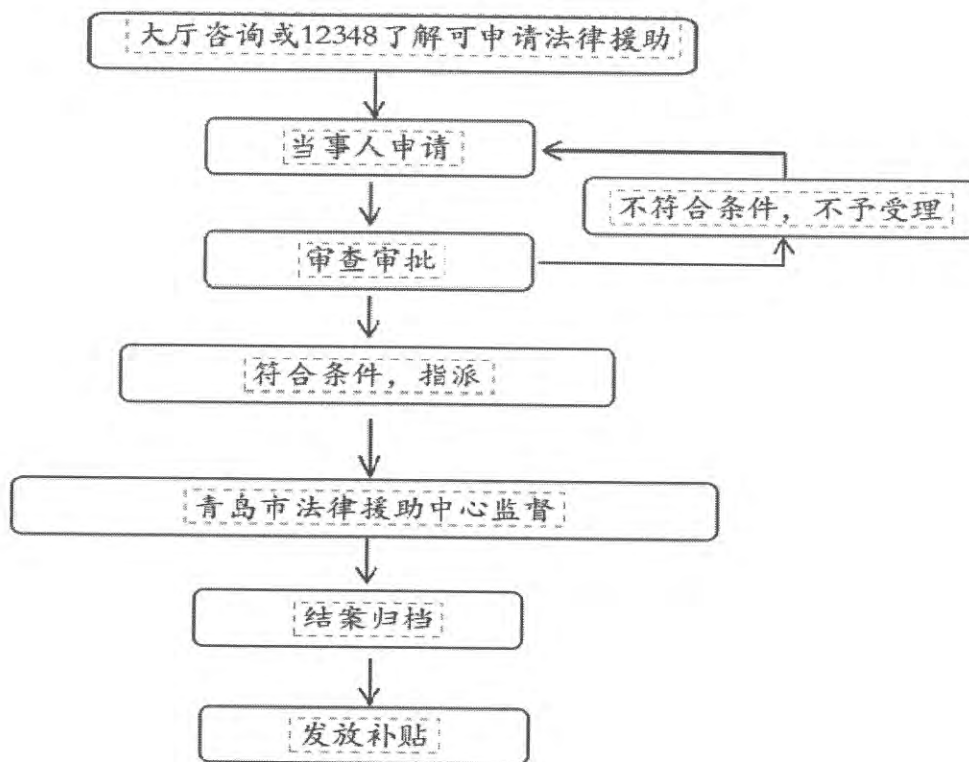 大厅咨询或12348了解可申请法律援助
当事人申请
不符合条件，不予受理
审查审批
符合条件，指派
青岛市法律援助中心监督
结案归档
发放补贴